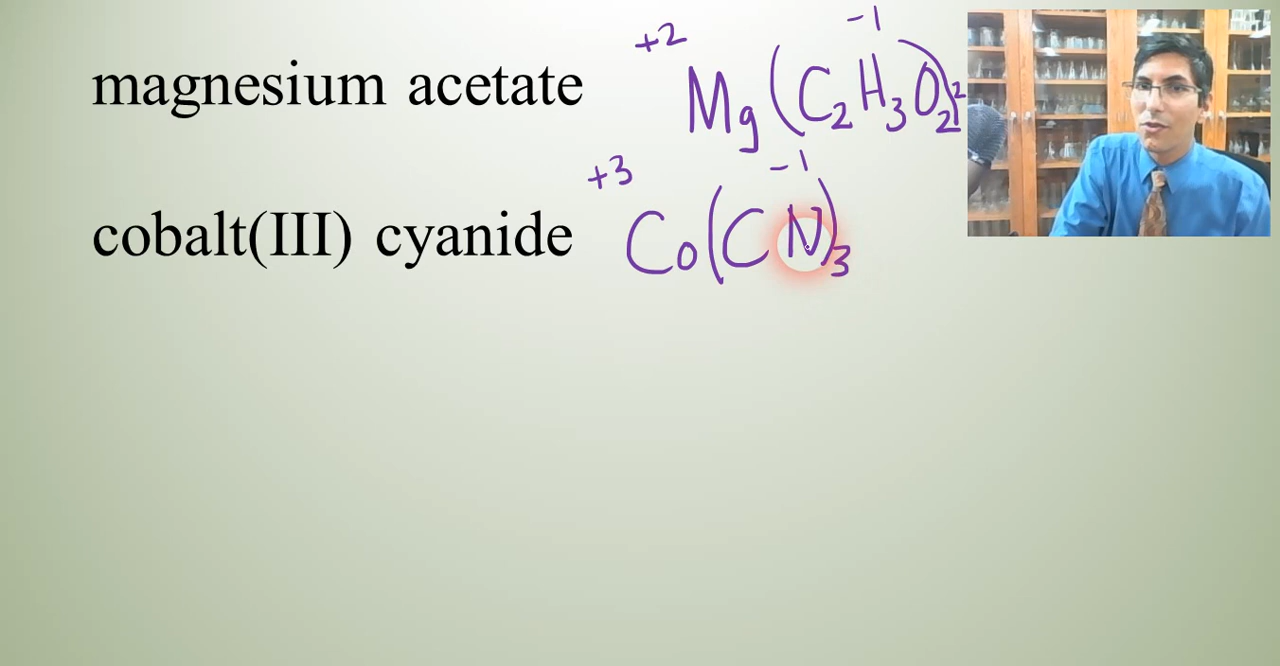 magnesium acetate +2 -1 Mg(C₂H₃O₂)₂
cobalt(III) cyanide +3 -1 Co(CN)₃